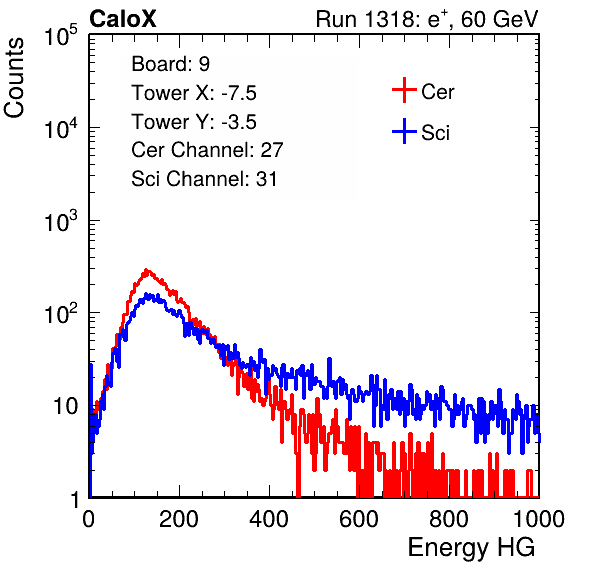 CaloX Run 1318: e⁺, 60 GeV
Counts
Board: 9
Tower X: -7.5
Tower Y: -3.5
Cer Channel: 27
Sci Channel: 31
Cer
Sci
10⁵
10⁴
10³
10²
10
1
0 200 400 600 800 1000
Energy HG